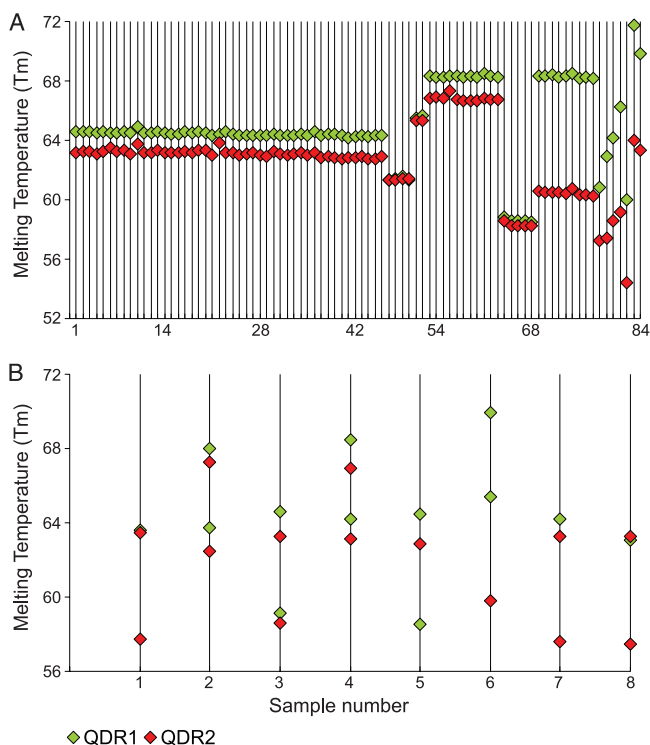 A
Melting Temperature (Tm)
72
68
64
60
56
52
1 14 28 42 54 68 84
B
Melting Temperature (Tm)
72
68
64
60
56
1 2 3 4 5 6 7 8
Sample number
QDR1 QDR2